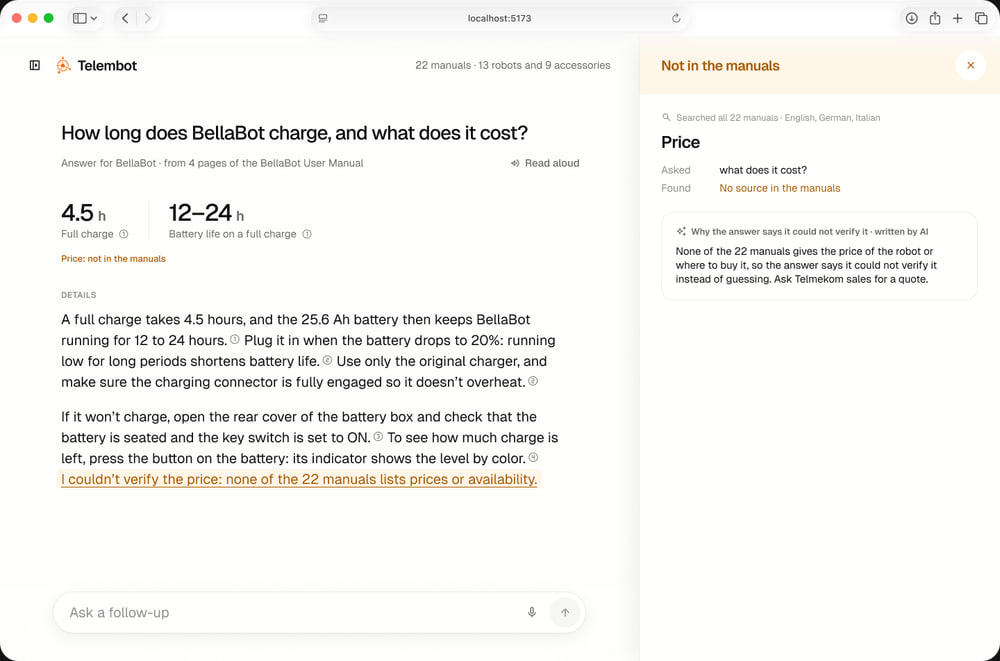 localhost:5173
Telembot
22 manuals · 13 robots and 9 accessories
How long does BellaBot charge, and what does it cost?
Answer for BellaBot · from 4 pages of the BellaBot User Manual
Read aloud
4.5 h
Full charge ①
12–24 h
Battery life on a full charge ①
Price: not in the manuals
DETAILS
A full charge takes 4.5 hours, and the 25.6 Ah battery then keeps BellaBot
running for 12 to 24 hours. ① Plug it in when the battery drops to 20%: running
low for long periods shortens battery life. ② Use only the original charger, and
make sure the charging connector is fully engaged so it doesn’t overheat. ②
If it won’t charge, open the rear cover of the battery box and check that the
battery is seated and the key switch is set to ON. ③ To see how much charge is
left, press the button on the battery: its indicator shows the level by color. ④
I couldn’t verify the price: none of the 22 manuals lists prices or availability.
Ask a follow-up
Not in the manuals
Searched all 22 manuals · English, German, Italian
Price
Asked what does it cost?
Found No source in the manuals
Why the answer says it could not verify it · written by AI
None of the 22 manuals gives the price of the robot or
where to buy it, so the answer says it could not verify it
instead of guessing. Ask Telmekom sales for a quote.